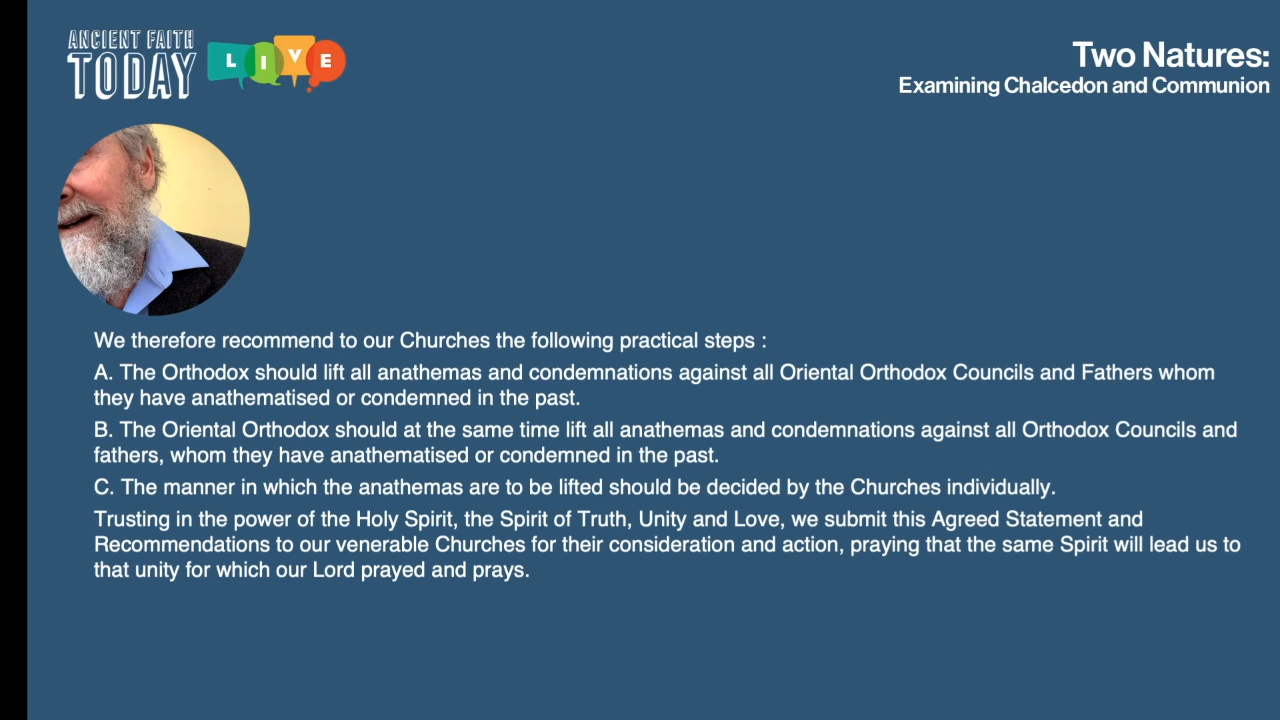 ANCIENT FAITH
TODAY
LIVE
Two Natures:
Examining Chalcedon and Communion
We therefore recommend to our Churches the following practical steps :
A. The Orthodox should lift all anathemas and condemnations against all Oriental Orthodox Councils and Fathers whom
they have anathematised or condemned in the past.
B. The Oriental Orthodox should at the same time lift all anathemas and condemnations against all Orthodox Councils and
fathers, whom they have anathematised or condemned in the past.
C. The manner in which the anathemas are to be lifted should be decided by the Churches individually.
Trusting in the power of the Holy Spirit, the Spirit of Truth, Unity and Love, we submit this Agreed Statement and
Recommendations to our venerable Churches for their consideration and action, praying that the same Spirit will lead us to
that unity for which our Lord prayed and prays.